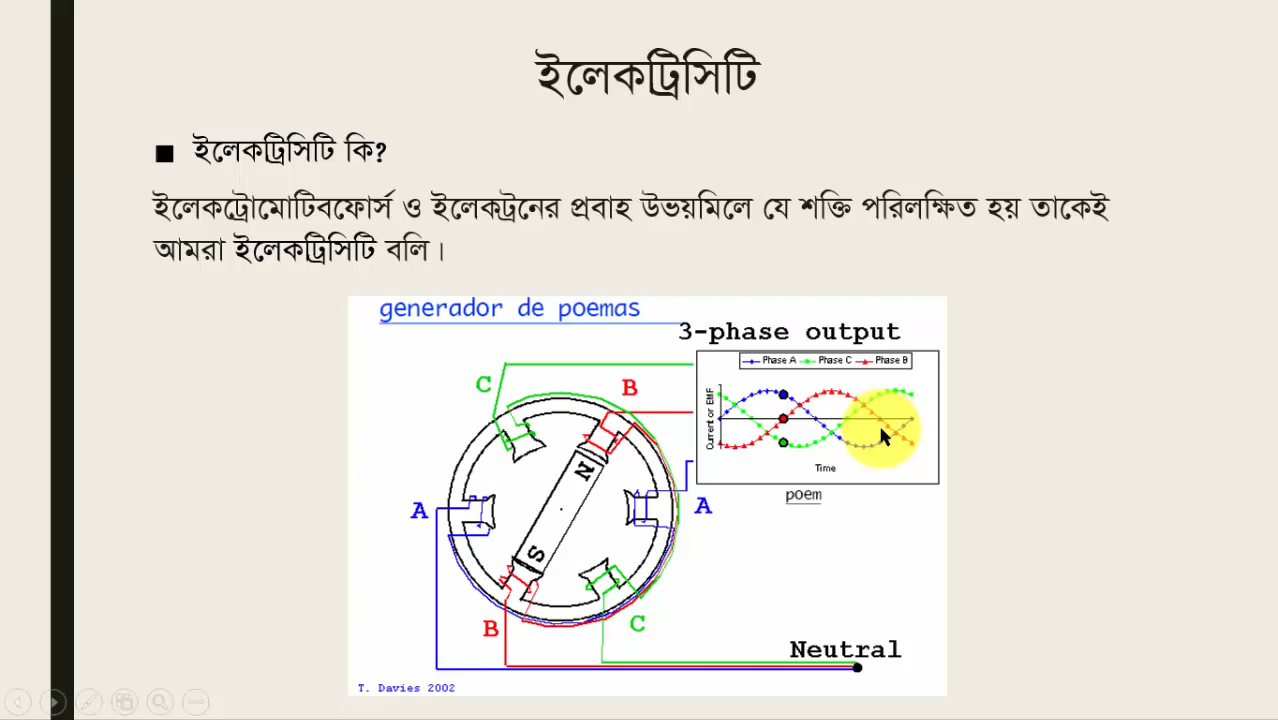 ইলেকট্রিসিটি
■ ইলেকট্রিসিটি কি?
ইলেকট্রোমোটিবফোর্স ও ইলেকট্রনের প্রবাহ উভয়মিলে যে শক্তি পরিলক্ষিত হয় তাকেই
আমরা ইলেকট্রিসিটি বলি।
generador de poemas
3-phase output
Phase A Phase C Phase B
Current or EMF
Time
poem
C
B
N
A
A
S
B
C
Neutral
T. Davies 2002